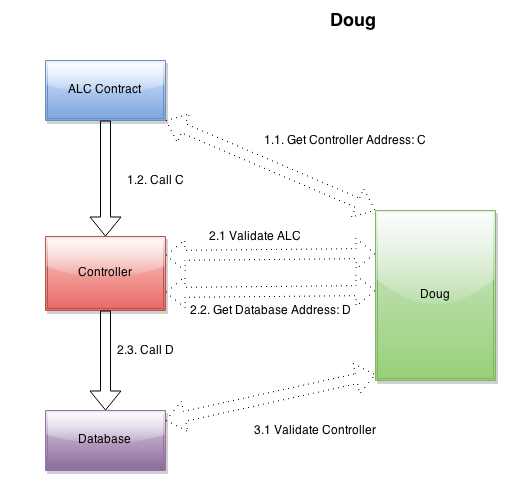 Doug
ALC Contract
1.1. Get Controller Address: C
1.2. Call C
2.1 Validate ALC
Controller
Doug
2.2. Get Database Address: D
2.3. Call D
3.1 Validate Controller
Database